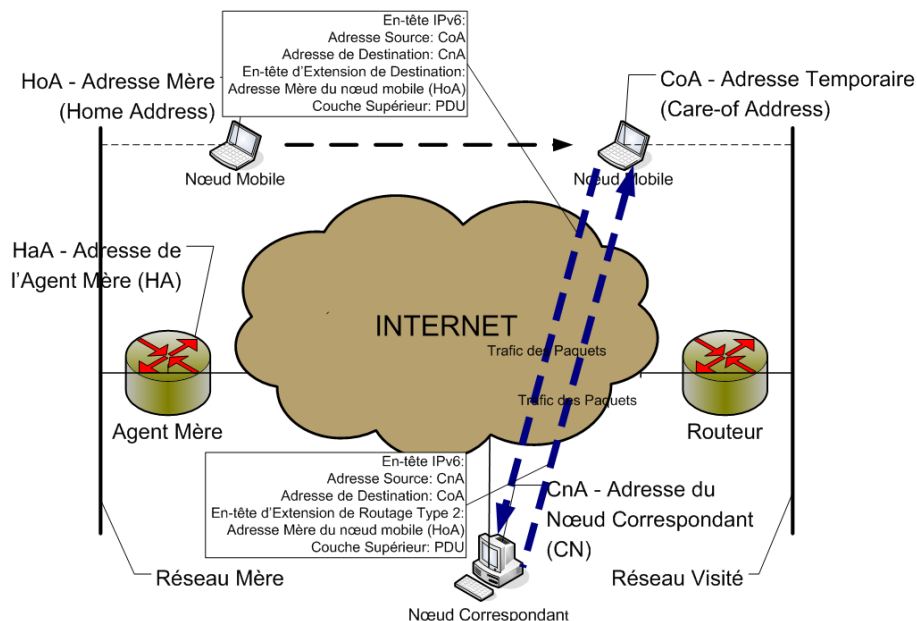 En-tête IPv6:
Adresse Source: CoA
Adresse de Destination: CnA
En-tête d'Extension de Destination:
Adresse Mère du nœud mobile (HoA)
Couche Supérieur: PDU
HoA - Adresse Mère
(Home Address)
CoA - Adresse Temporaire
(Care-of Address)
Nœud Mobile
Nœud Mobile
HaA - Adresse de
l'Agent Mère (HA)
INTERNET
Trafic des Paquets
Trafic des Paquets
Agent Mère
Routeur
En-tête IPv6:
Adresse Source: CnA
Adresse de Destination: CoA
En-tête d'Extension de Routage Type 2:
Adresse Mère du nœud mobile (HoA)
Couche Supérieur: PDU
CnA - Adresse du
Nœud Correspondant
(CN)
Réseau Mère
Réseau Visité
Nœud Correspondant